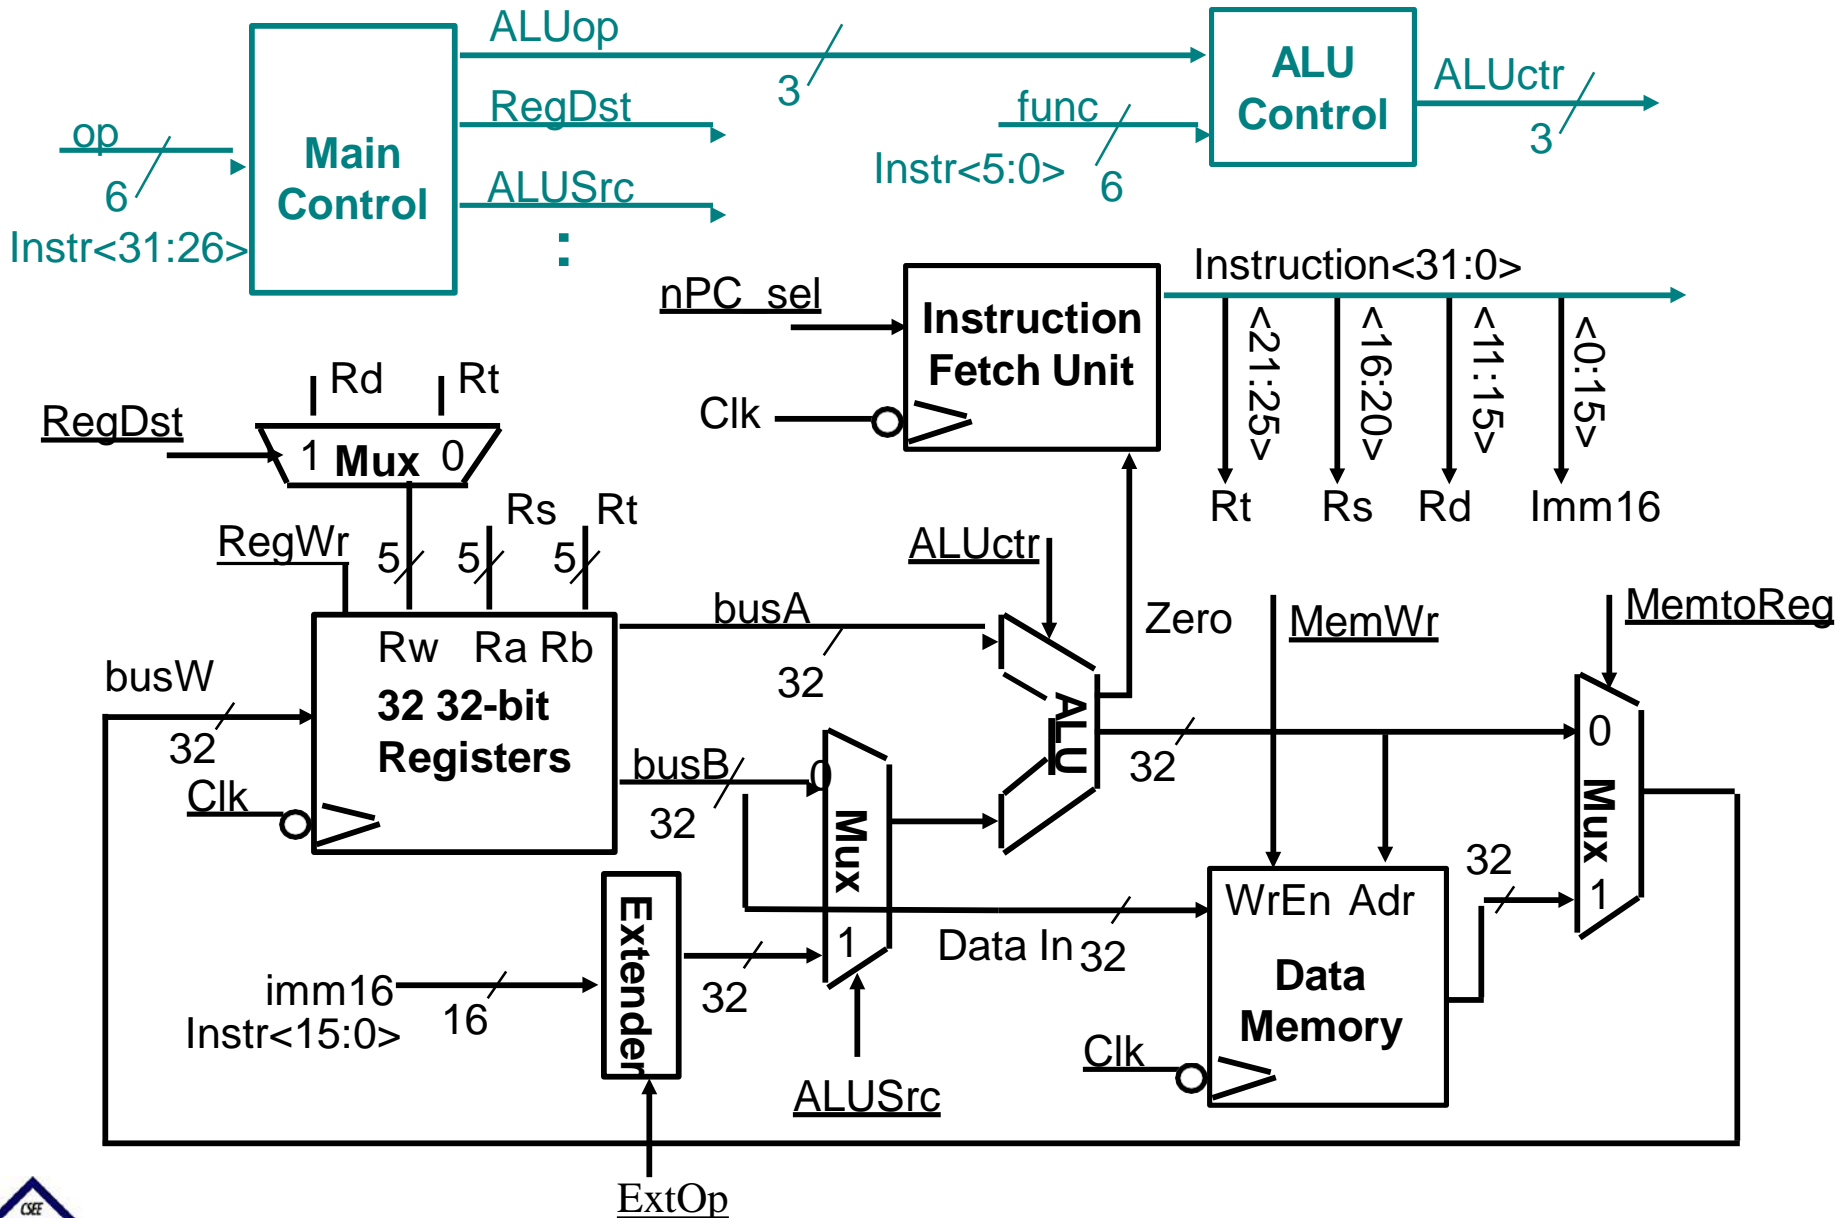 ALUop
3
ALU
Control
ALUctr
3
op
6
Instr<31:26>
Main
Control
RegDst
ALUSrc
:
func
Instr<5:0>
6
nPC_sel
Instruction
Fetch Unit
Clk
Instruction<31:0>
<21:25>
<16:20>
<11:15>
<0:15>
Rt
Rs
Rd
Imm16
RegDst
Rd
Rt
1
Mux
0
RegWr
5
5
Rs
5
Rt
busW
32
Rw
Ra
Rb
32 32-bit
Registers
Clk
busA
32
busB
32
0
Mux
1
ALUctr
ALU
Zero
32
MemWr
MemtoReg
0
Mux
1
32
WrEn
Adr
Data
Memory
Clk
Data In
32
imm16
Instr<15:0>
16
Extender
32
ALUSrc
ExtOp
CSEE